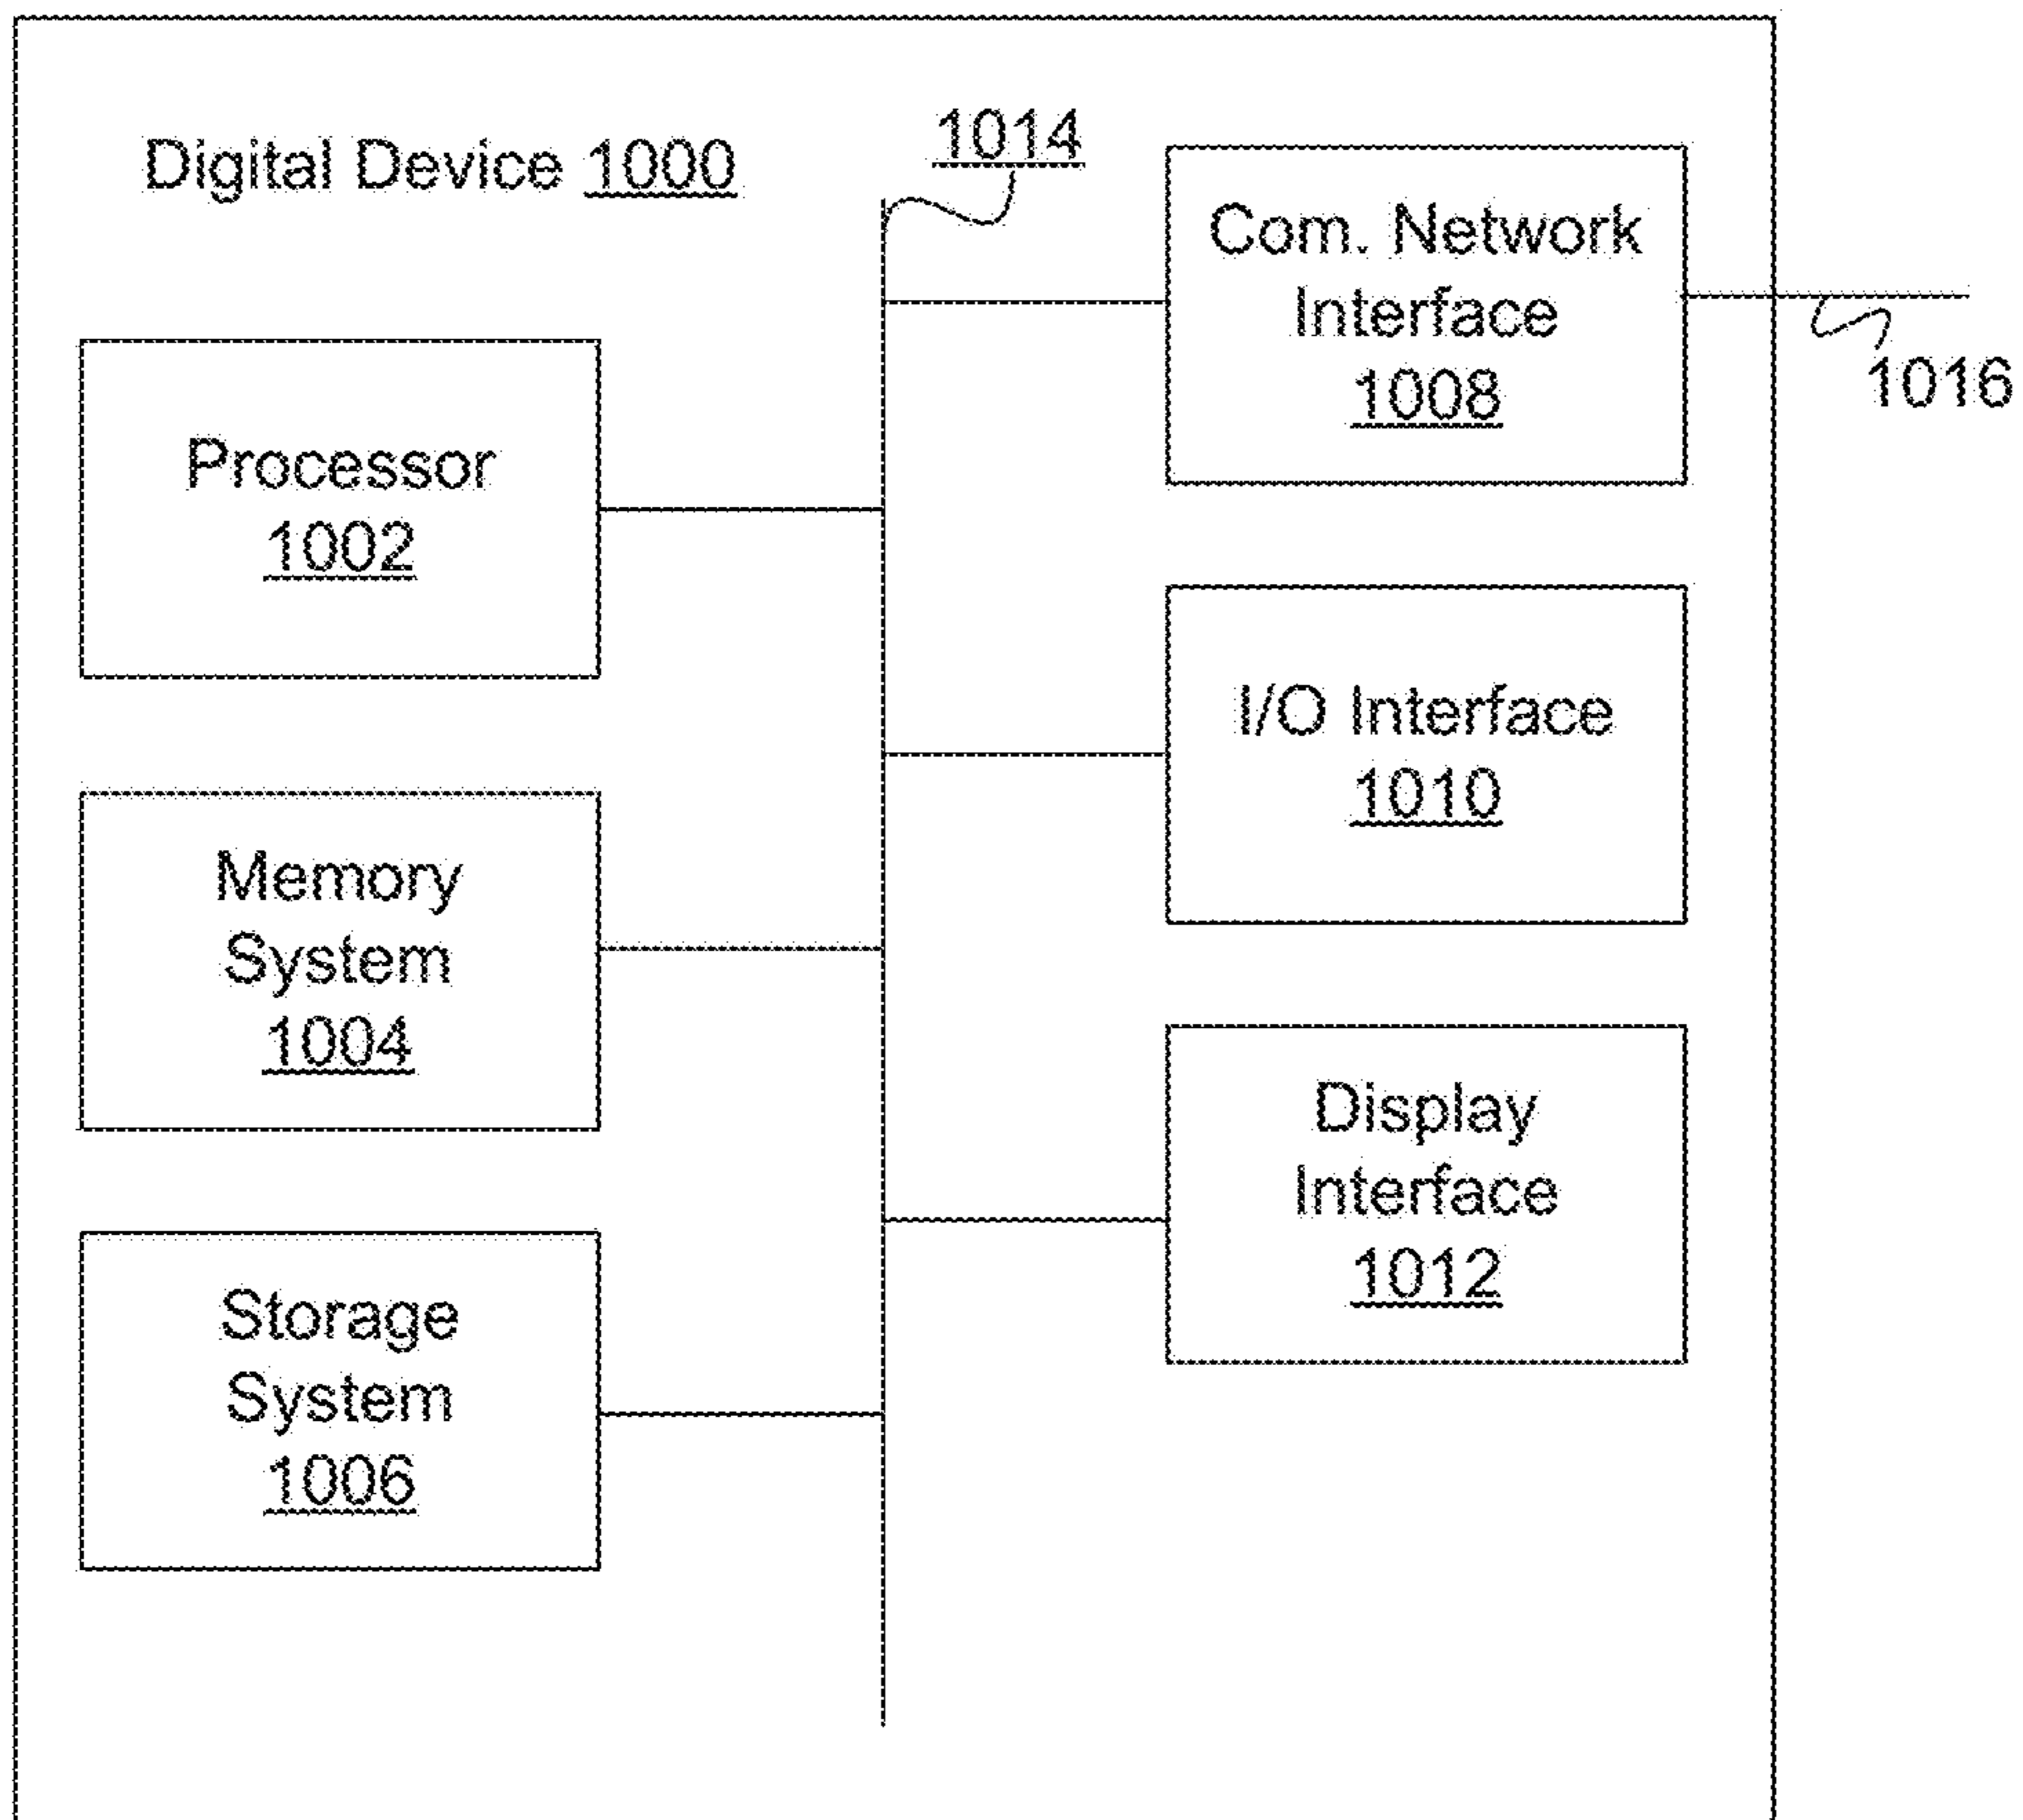 Digital Device 1000
1014
Com. Network
Interface
1008
1016
Processor
1002
I/O Interface
1010
Memory
System
1004
Display
Interface
1012
Storage
System
1006